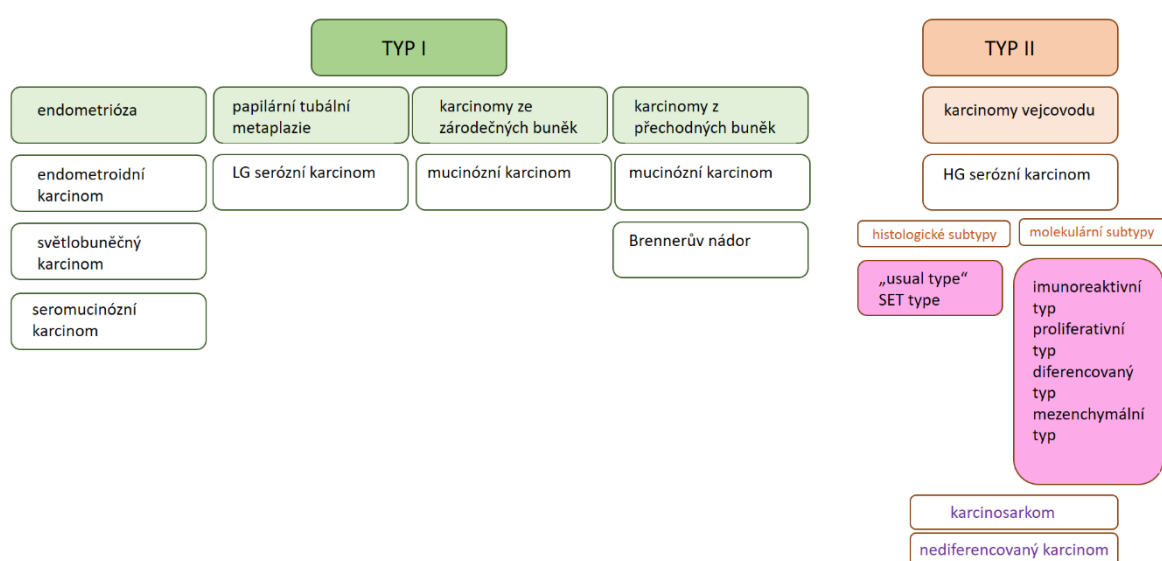 TYP I
endometrióza
endometroidní
karcinom
světlobuněčný
karcinom
seromucinózní
karcinom
papilární tubální
metaplazie
LG serózní karcinom
karcinomy ze
zárodečných buněk
mucinózní karcinom
karcinomy z
přechodných buněk
mucinózní karcinom
Brennerův nádor
TYP II
karcinomy vejcovodu
HG serózní karcinom
histologické subtypy
„usual type“
SET type
molekulární subtypy
imunoreaktivní
typ
proliferativní
typ
diferencovaný
typ
mezenchymální
typ
karcinosarkom
nediferencovaný karcinom